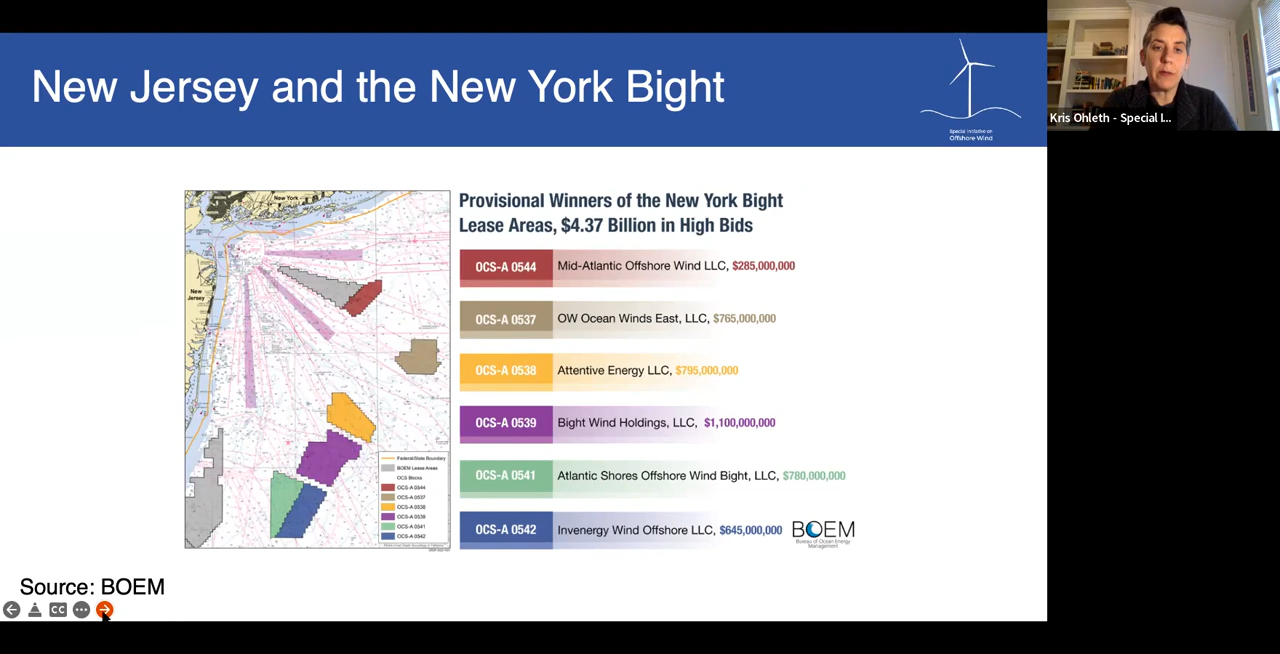 New Jersey and the New York Bight
Special Initiative on
Offshore Wind
Kris Ohleth - Special I...
New York
New
Jersey
Provisional Winners of the New York Bight
Lease Areas, $4.37 Billion in High Bids
OCS-A 0544 Mid-Atlantic Offshore Wind LLC, $285,000,000
OCS-A 0537 OW Ocean Winds East, LLC, $765,000,000
OCS-A 0538 Attentive Energy LLC, $795,000,000
OCS-A 0539 Bight Wind Holdings, LLC, $1,100,000,000
OCS-A 0541 Atlantic Shores Offshore Wind Bight, LLC, $780,000,000
OCS-A 0542 Invenergy Wind Offshore LLC, $645,000,000
Federal/State Boundary
BOEM Lease Areas
OCS Blocks
OCS-A 0544
OCS-A 0537
OCS-A 0538
OCS-A 0539
OCS-A 0541
OCS-A 0542
BOEM
Bureau of Ocean Energy
Management
Source: BOEM
CC